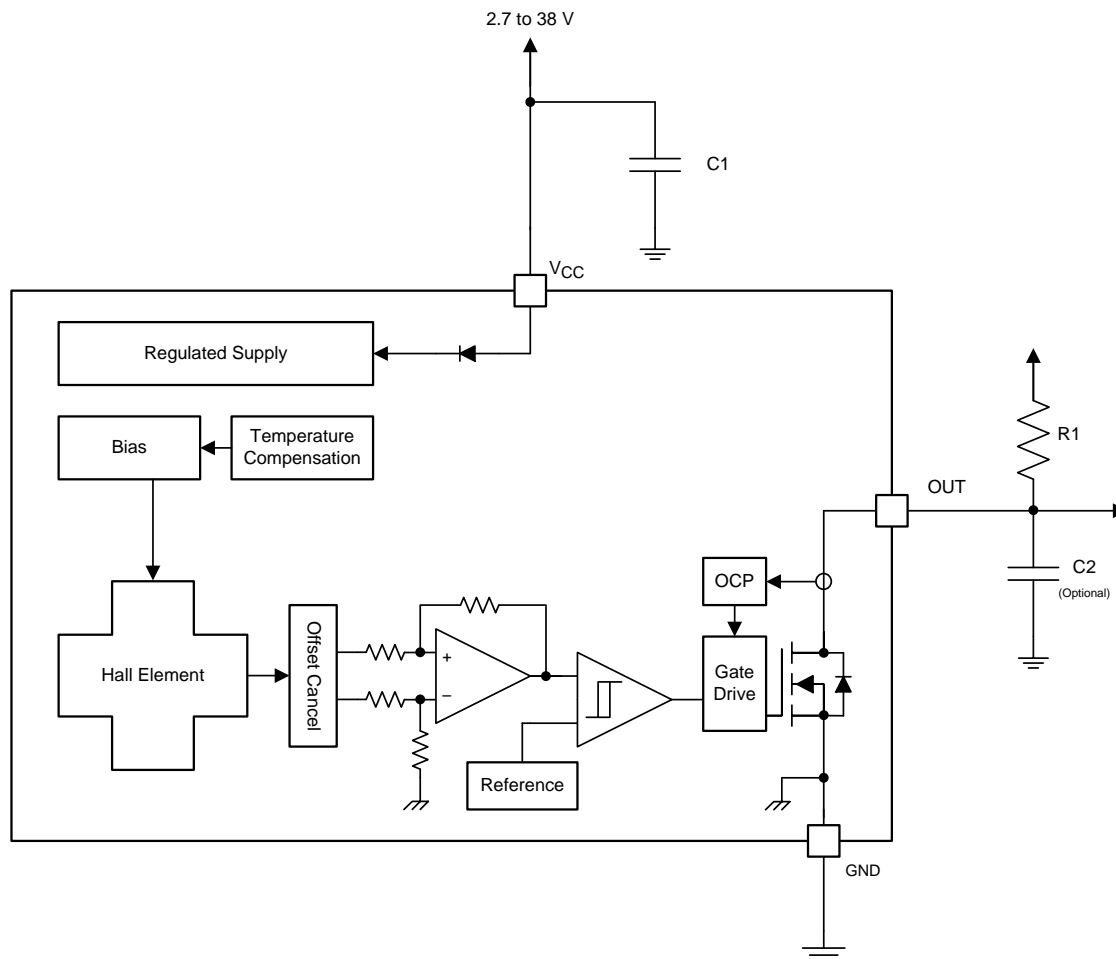 2.7 to 38 V
C1
VCC
Regulated Supply
Bias
Temperature
Compensation
R1
OUT
OCP
C2
(Optional)
Hall Element
Offset Cancel
+
–
Gate
Drive
Reference
GND